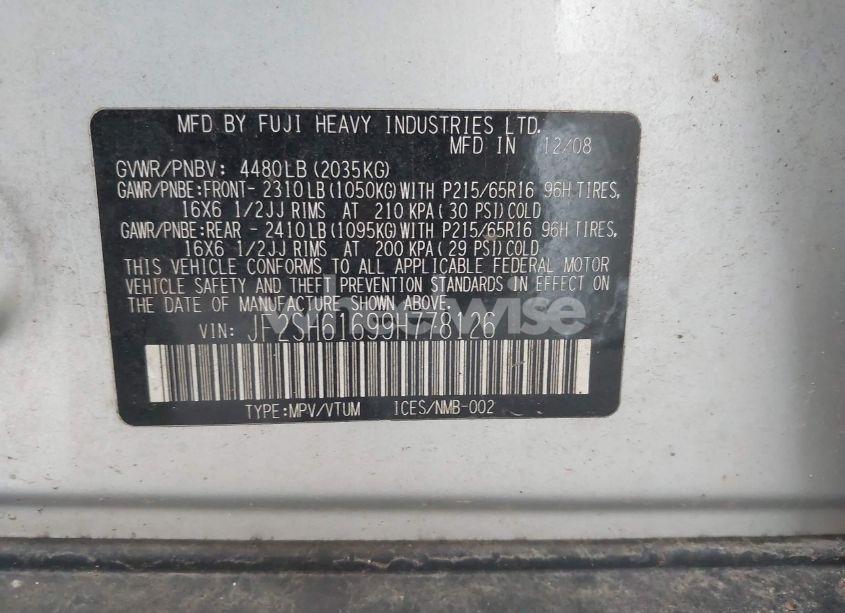 MFD BY FUJI HEAVY INDUSTRIES LTD.
MFD IN 12/08
GVWR/PNBV: 4480LB (2035KG)
GAWR/PNBE:FRONT- 2310LB (1050KG) WITH P215/65R16 96H TIRES,
16X6 1/2JJ RIMS AT 210 KPA ( 30 PSI) COLD
GAWR/PNBE:REAR - 2410LB (1095KG) WITH P215/65R16 96H TIRES,
16X6 1/2JJ RIMS AT 200 KPA ( 29 PSI) COLD
THIS VEHICLE CONFORMS TO ALL APPLICABLE FEDERAL MOTOR
VEHICLE SAFETY AND THEFT PREVENTION STANDARDS IN EFFECT ON
THE DATE OF MANUFACTURE SHOWN ABOVE.
VIN: JF2SH61699H778126
TYPE:MPV/VTUM ICES/NMB-002